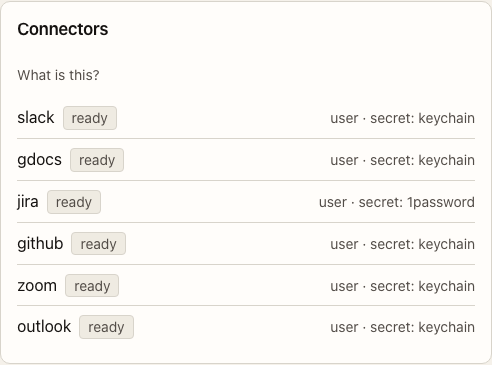 Connectors
What is this?
slack ready user · secret: keychain
gdocs ready user · secret: keychain
jira ready user · secret: 1password
github ready user · secret: keychain
zoom ready user · secret: keychain
outlook ready user · secret: keychain